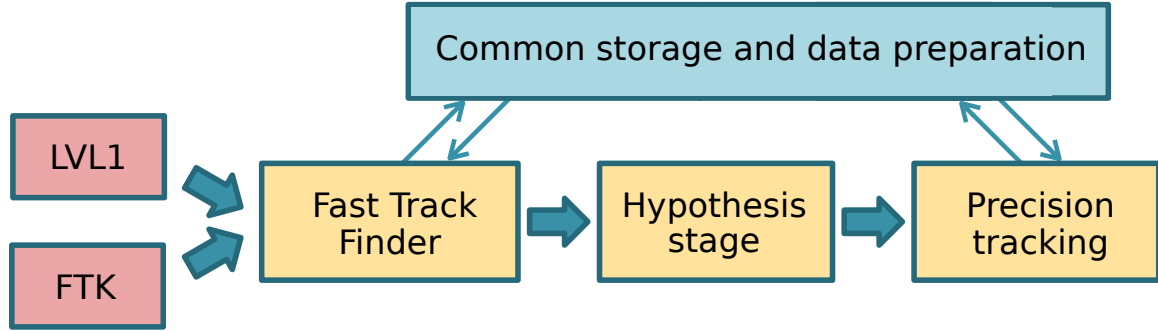 Common storage and data preparation
LVL1
FTK
Fast Track
Finder
Hypothesis
stage
Precision
tracking